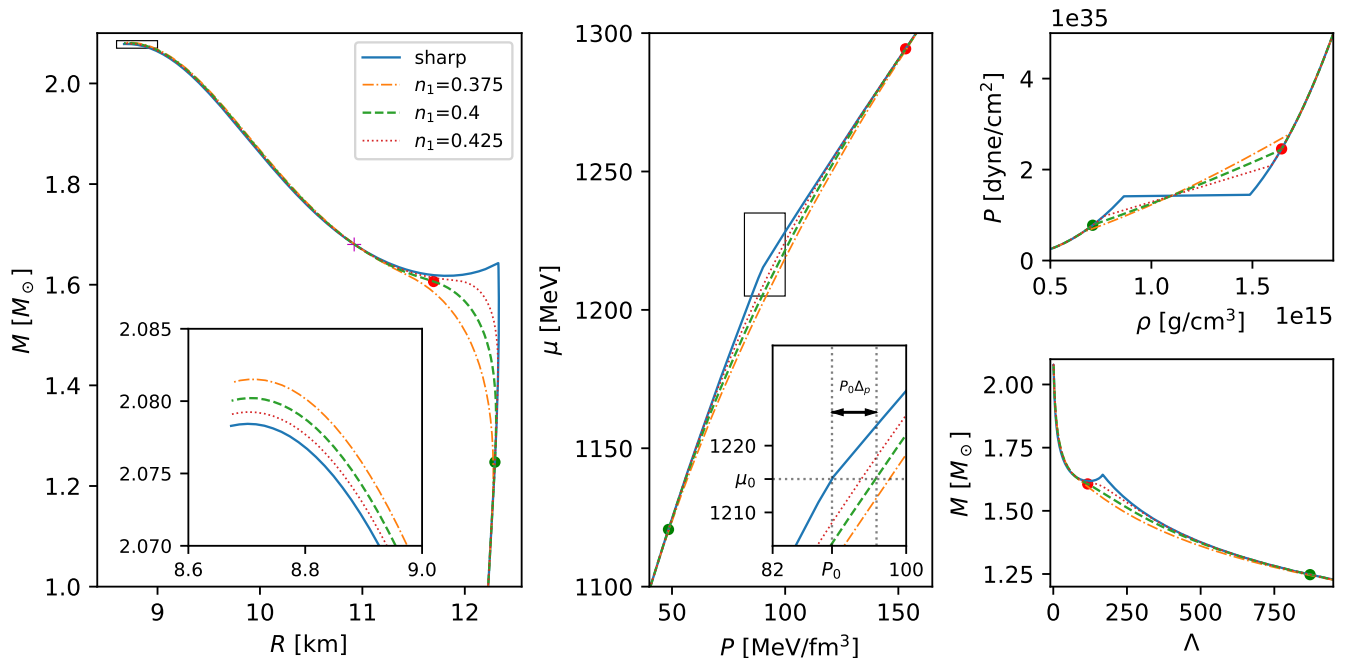 2.0
1.8
1.6
1.4
1.2
1.0
M [M⊙]
9
10
11
12
R [km]
sharp
n₁=0.375
n₁=0.4
n₁=0.425
2.085
2.080
2.075
2.070
8.6
8.8
9.0
1300
1250
1200
1150
1100
μ [MeV]
50
100
150
P [MeV/fm³]
P₀Δₚ
1220
μ₀
1210
82
P₀
100
1e35
4
2
0
P [dyne/cm²]
0.5
1.0
1.5
ρ [g/cm³]
1e15
2.00
1.75
1.50
1.25
M [M⊙]
0
250
500
750
Λ